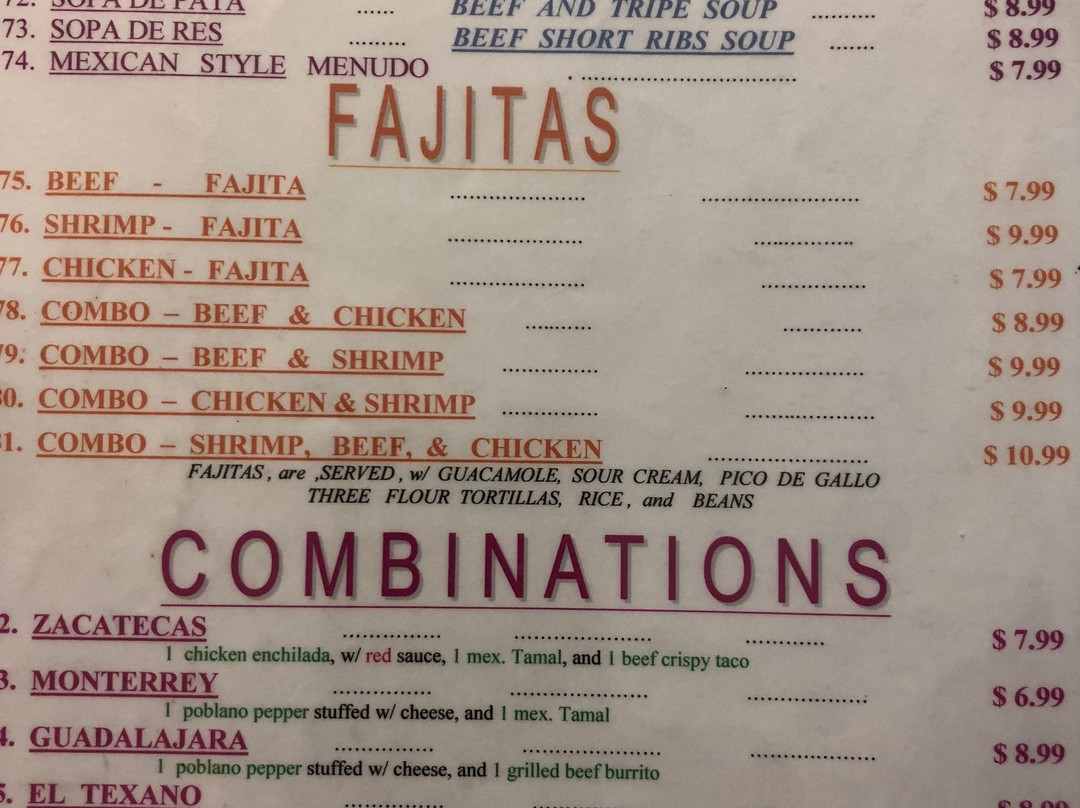 72. SOPA DE PATA ...... BEEF AND TRIPE SOUP .......... $ 8.99
73. SOPA DE RES ......... BEEF SHORT RIBS SOUP ....... $ 8.99
74. MEXICAN STYLE MENUDO . ................................... $ 7.99
FAJITAS
75. BEEF - FAJITA ...................... ......................... $ 7.99
76. SHRIMP - FAJITA ...................... ................ $ 9.99
77. CHICKEN - FAJITA ...................... ................. $ 7.99
78. COMBO – BEEF & CHICKEN ........... ............. $ 8.99
79. COMBO – BEEF & SHRIMP ................ ................... $ 9.99
80. COMBO – CHICKEN & SHRIMP ................ .................... $ 9.99
81. COMBO – SHRIMP, BEEF, & CHICKEN .......................... $ 10.99
FAJITAS , are ,SERVED , w/ GUACAMOLE, SOUR CREAM, PICO DE GALLO
THREE FLOUR TORTILLAS, RICE , and BEANS
COMBINATIONS
2. ZACATECAS ................ ...................... ............. $ 7.99
1 chicken enchilada, w/ red sauce, 1 mex. Tamal, and 1 beef crispy taco
3. MONTERREY ................ ...................... .................... $ 6.99
1 poblano pepper stuffed w/ cheese, and 1 mex. Tamal
4. GUADALAJARA ................ ...................... .................... $ 8.99
1 poblano pepper stuffed w/ cheese, and 1 grilled beef burrito
5. EL TEXANO ................ ...................... $ 8.99